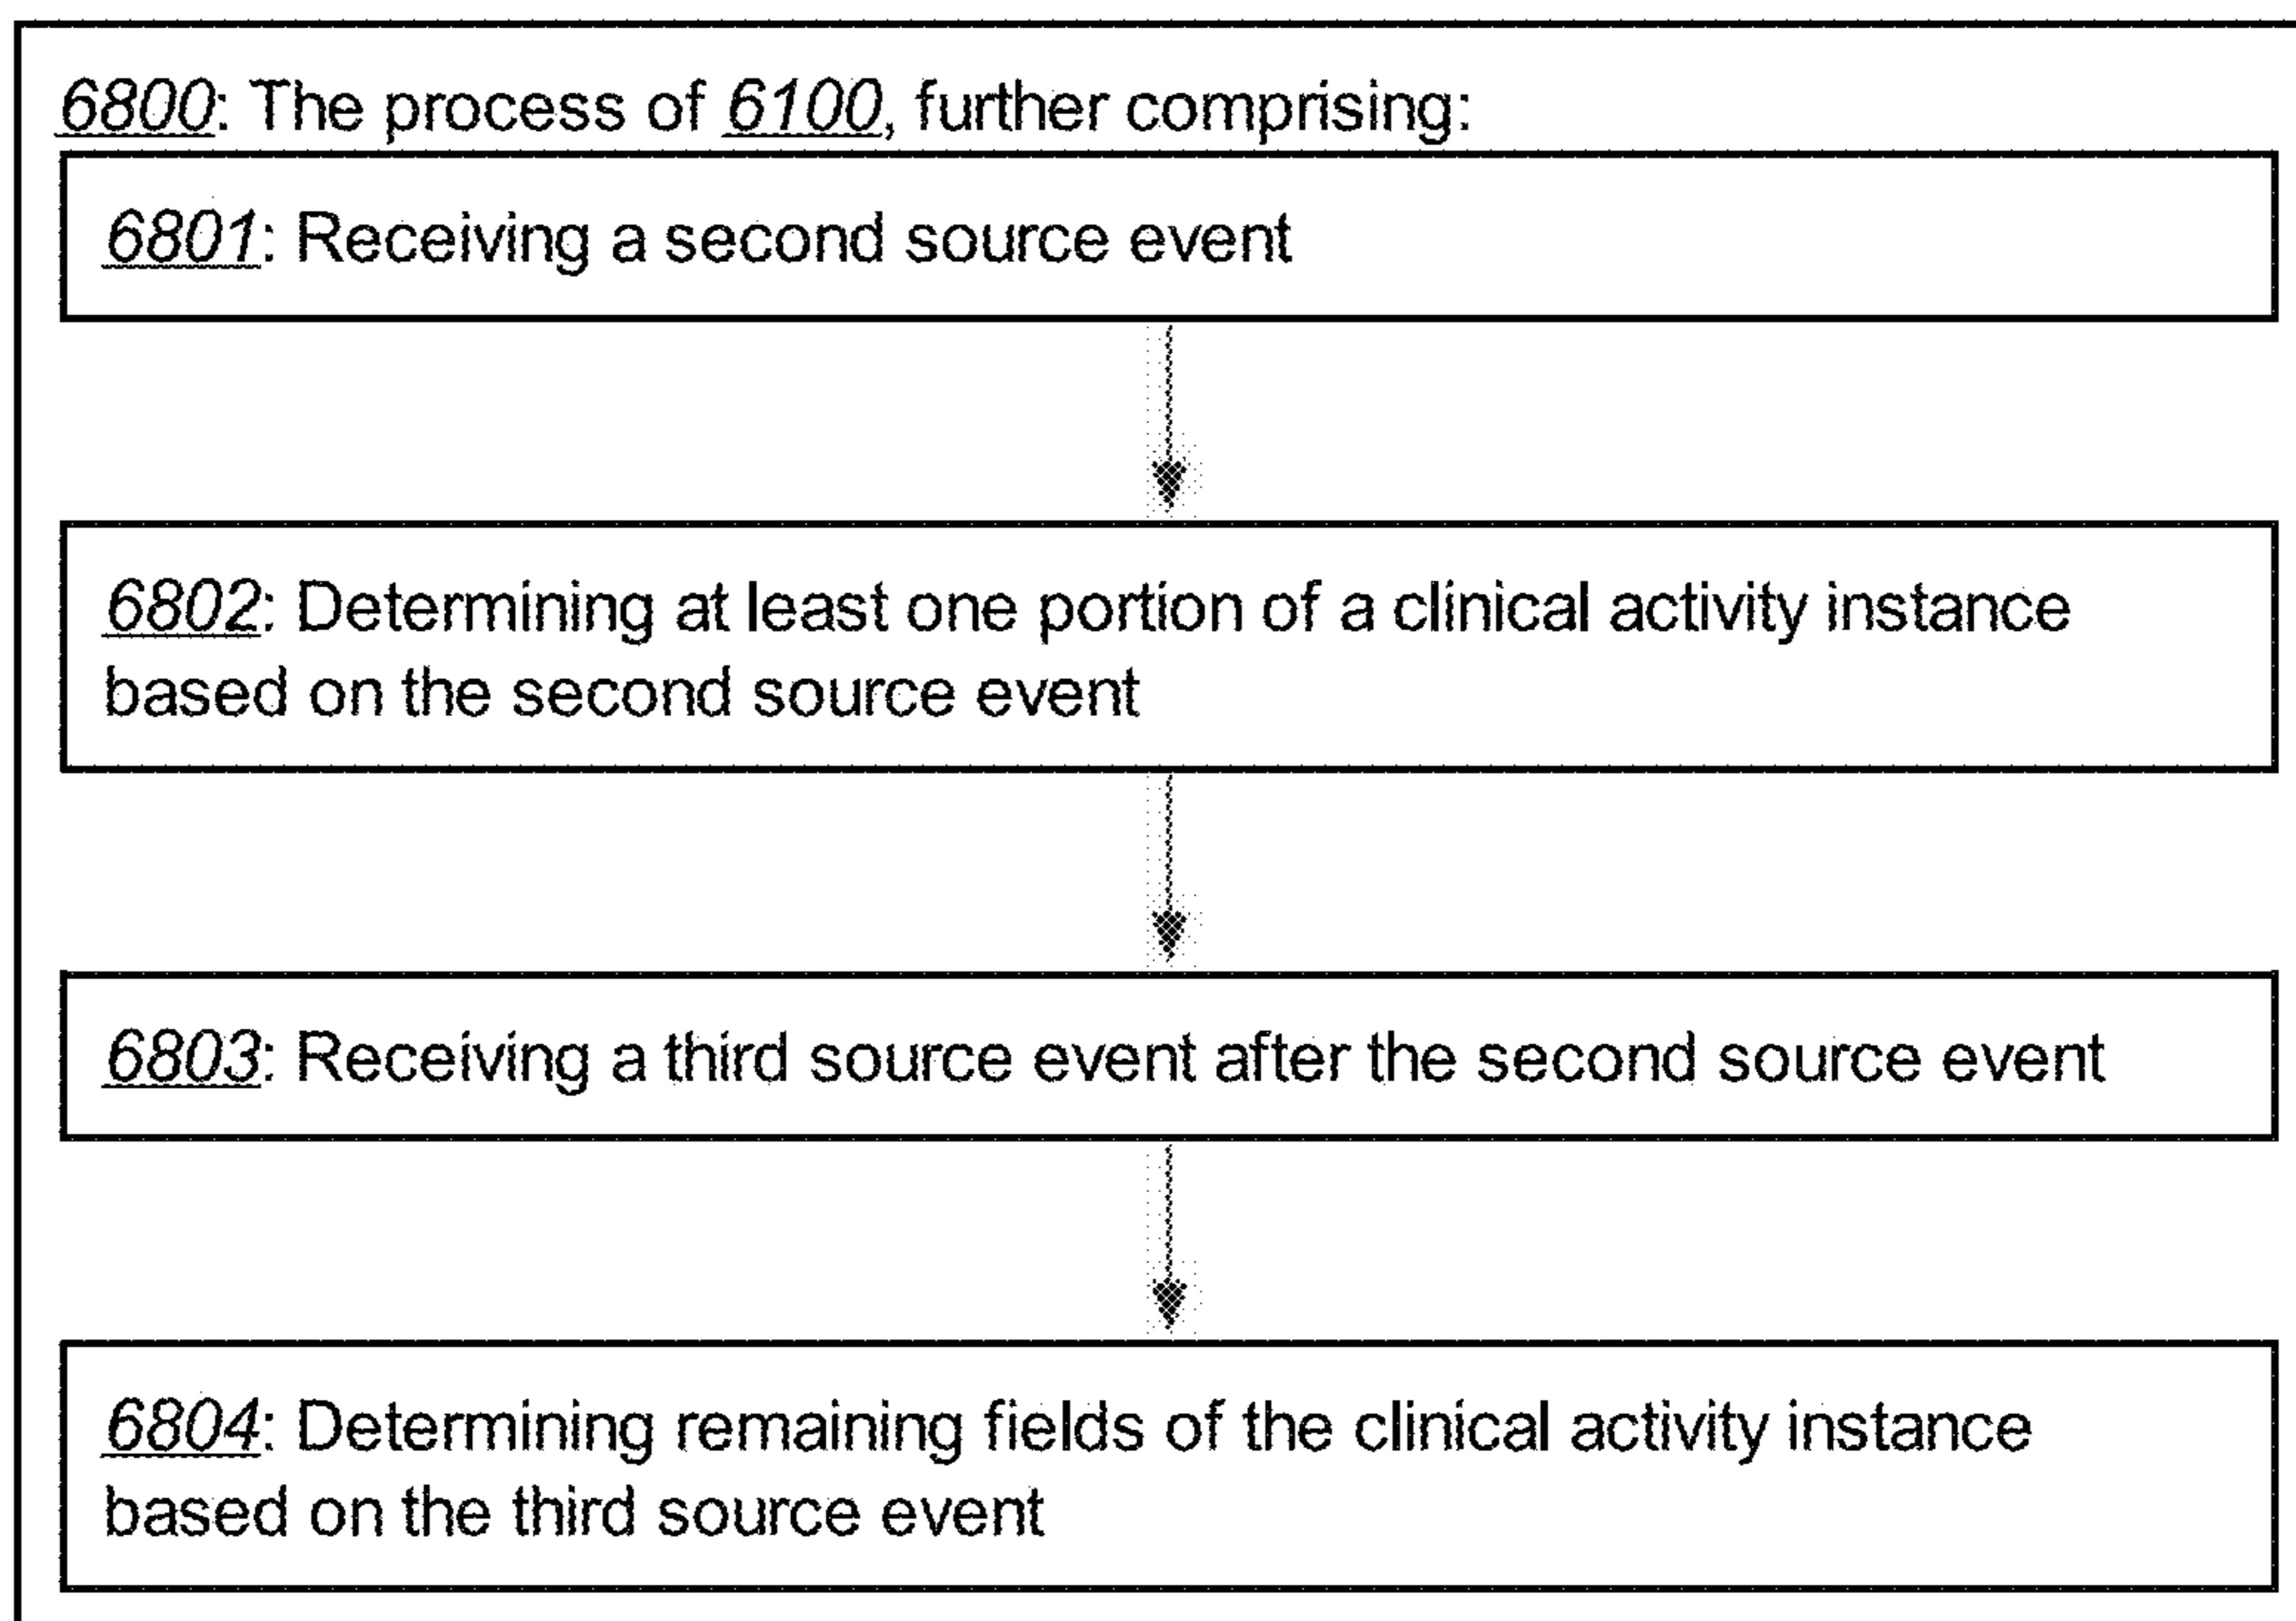 6800: The process of 6100, further comprising:
6801: Receiving a second source event
6802: Determining at least one portion of a clinical activity instance
based on the second source event
6803: Receiving a third source event after the second source event
6804: Determining remaining fields of the clinical activity instance
based on the third source event